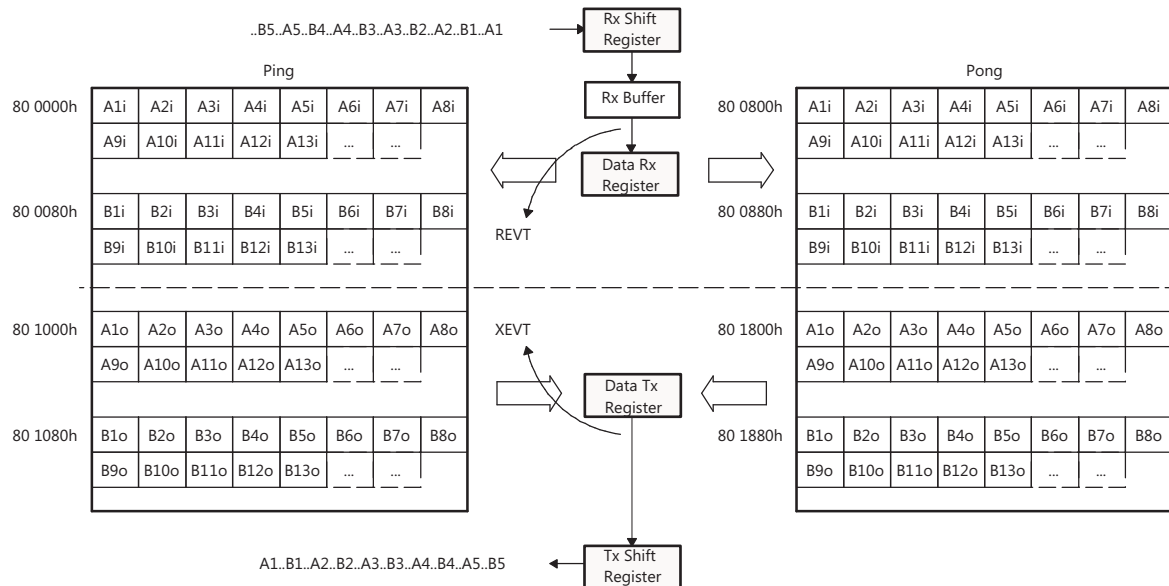 ..B5..A5..B4..A4..B3..A3..B2..A2..B1..A1
Rx Shift
Register
Ping
Pong
Rx Buffer
80 0000h A1i A2i A3i A4i A5i A6i A7i A8i
A9i A10i A11i A12i A13i ... ...
80 0800h A1i A2i A3i A4i A5i A6i A7i A8i
A9i A10i A11i A12i A13i ... ...
Data Rx
Register
80 0080h B1i B2i B3i B4i B5i B6i B7i B8i
B9i B10i B11i B12i B13i ... ...
REVT
80 0880h B1i B2i B3i B4i B5i B6i B7i B8i
B9i B10i B11i B12i B13i ... ...
80 1000h A1o A2o A3o A4o A5o A6o A7o A8o
A9o A10o A11o A12o A13o ... ...
XEVT
80 1800h A1o A2o A3o A4o A5o A6o A7o A8o
A9o A10o A11o A12o A13o ... ...
Data Tx
Register
80 1080h B1o B2o B3o B4o B5o B6o B7o B8o
B9o B10o B11o B12o B13o ... ...
80 1880h B1o B2o B3o B4o B5o B6o B7o B8o
B9o B10o B11o B12o B13o ... ...
A1..B1..A2..B2..A3..B3..A4..B4..A5..B5
Tx Shift
Register